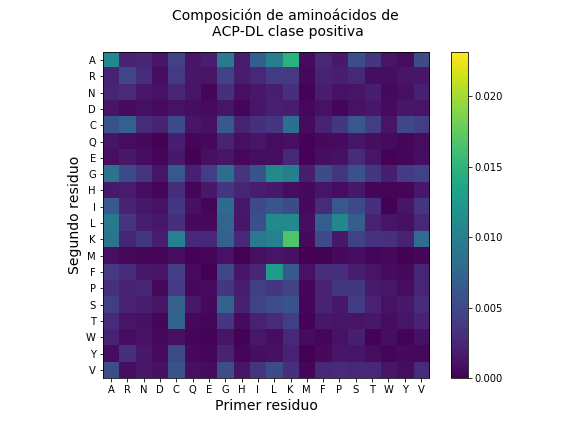 Composición de aminoácidos de
ACP-DL clase positiva
Segundo residuo
A
R
N
D
C
Q
E
G
H
I
L
K
M
F
P
S
T
W
Y
V
A R N D C Q E G H I L K M F P S T W Y V
Primer residuo
0.020
0.015
0.010
0.005
0.000